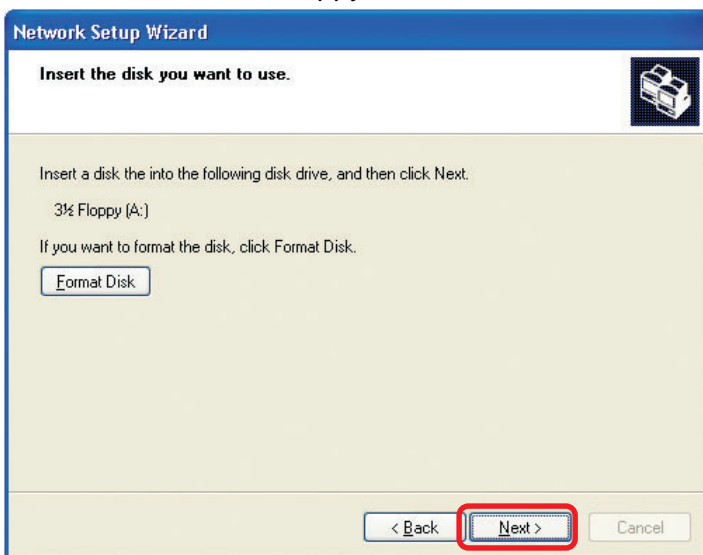 Network Setup Wizard
Insert the disk you want to use.
Insert a disk the into the following disk drive, and then click Next.
3½ Floppy (A:)
If you want to format the disk, click Format Disk.
Format Disk
< Back Next > Cancel